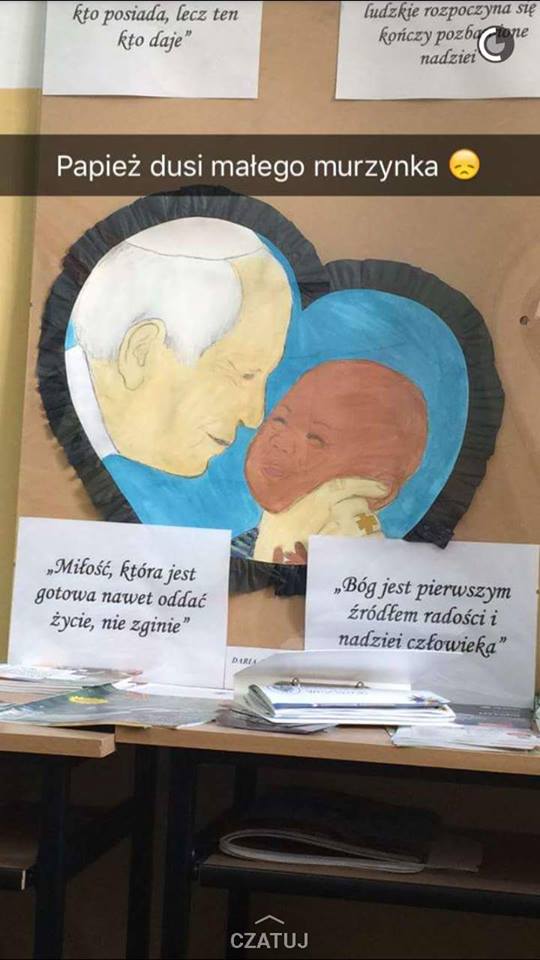 kto posiada, lecz ten
kto daje”
ludzkie rozpoczyna się
kończy
nadziei
Papież dusi małego murzynka 😞
„Miłość, która jest
gotowa nawet oddać
życie, nie zginie”
„Bóg jest pierwszym
źródłem radości i
nadziei człowieka”
DARIA
CZATUJ